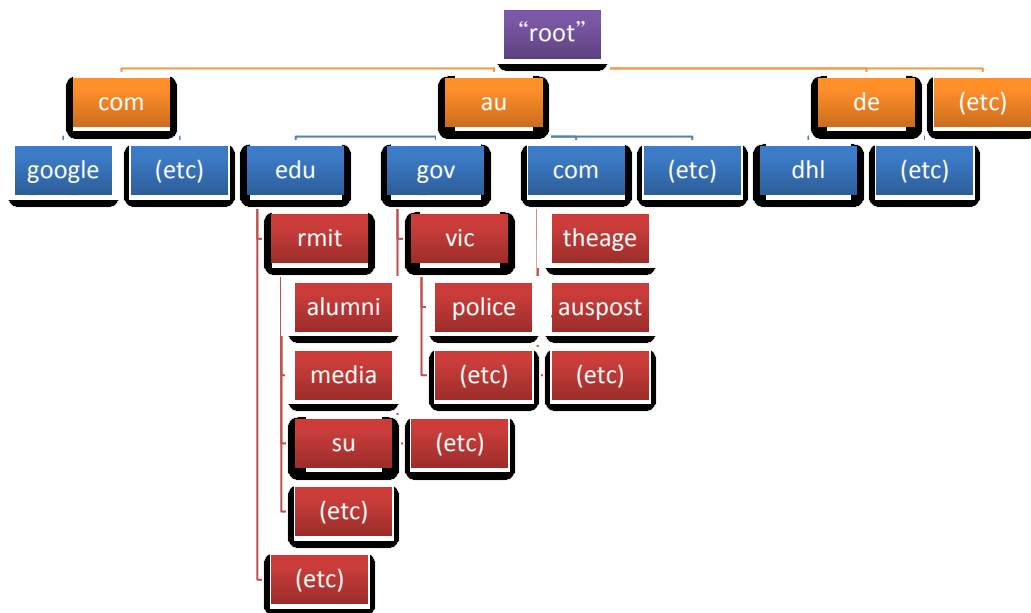 “root”
com
au
de
(etc)
google
(etc)
edu
gov
com
(etc)
dhl
(etc)
rmit
vic
theage
alumni
police
auspost
media
(etc)
(etc)
su
(etc)
(etc)
(etc)